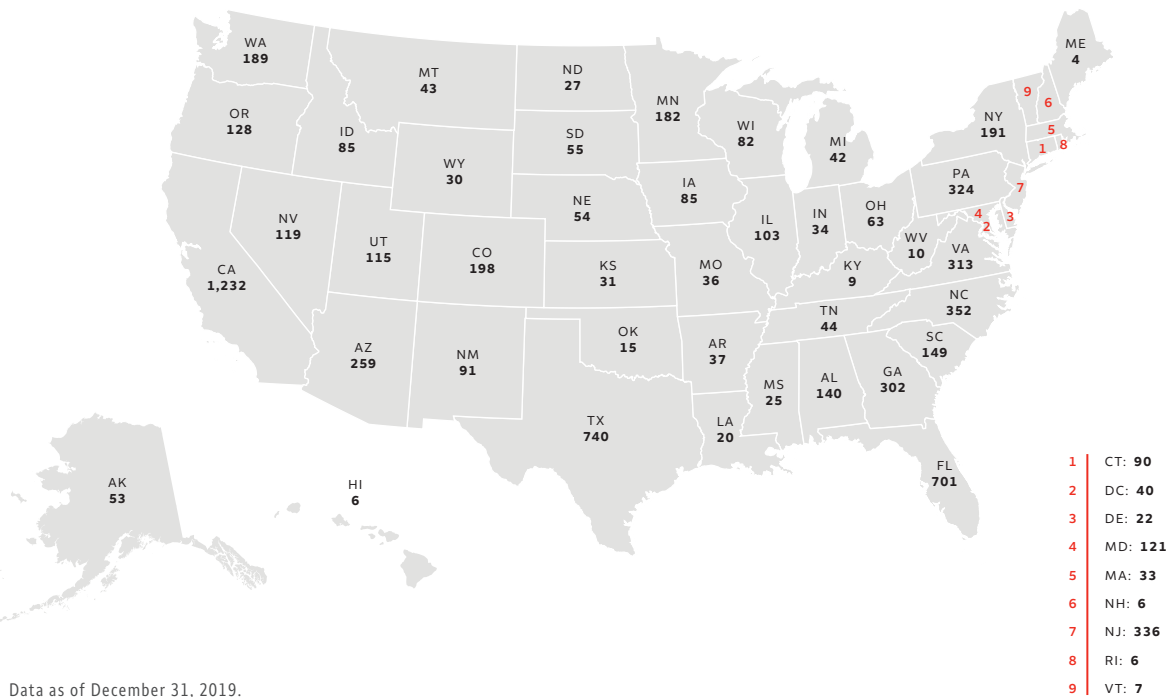 WA
189
MT
43
ND
27
MN
182
ME
4
OR
128
ID
85
SD
55
WI
82
MI
42
NY
191
9
6
5
8
1
WY
30
IA
85
NE
54
PA
324
7
NV
119
UT
115
CO
198
IL
103
IN
34
OH
63
4
2
3
WV
10
VA
313
CA
1,232
KS
31
MO
36
KY
9
NC
352
TN
44
AZ
259
NM
91
OK
15
AR
37
SC
149
MS
25
AL
140
GA
302
TX
740
LA
20
FL
701
AK
53
HI
6
1 CT: 90
2 DC: 40
3 DE: 22
4 MD: 121
5 MA: 33
6 NH: 6
7 NJ: 336
8 RI: 6
9 VT: 7
Data as of December 31, 2019.